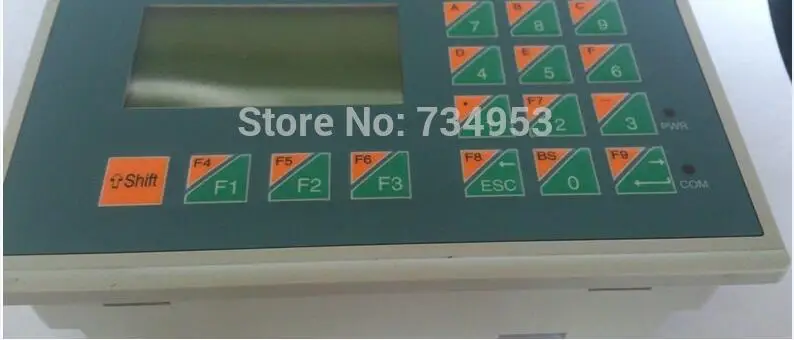 A B C
7 8 9
D E F
4 5 6
Store No: 734953
• F7 —
2 3 PWR
⇧Shift F4 F1 F5 F2 F6 F3 F8 ← ESC BS 0 F9 → COM